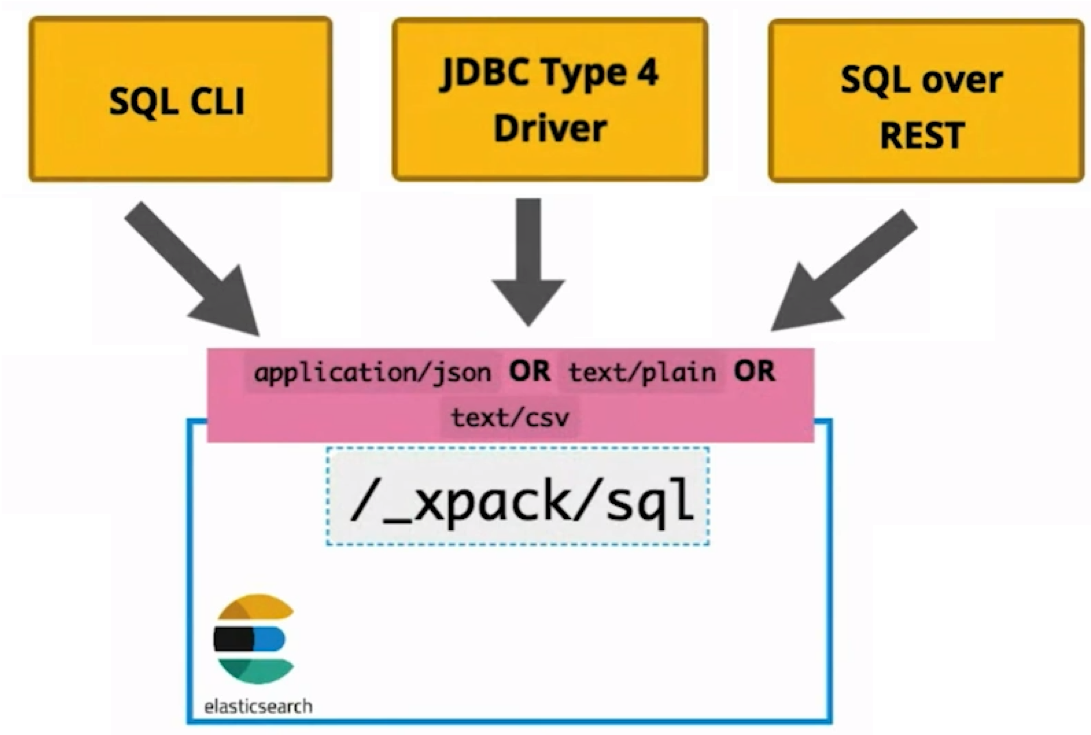 SQL CLI
JDBC Type 4
Driver
SQL over
REST
application/json OR text/plain OR
text/csv
/_xpack/sql
elasticsearch